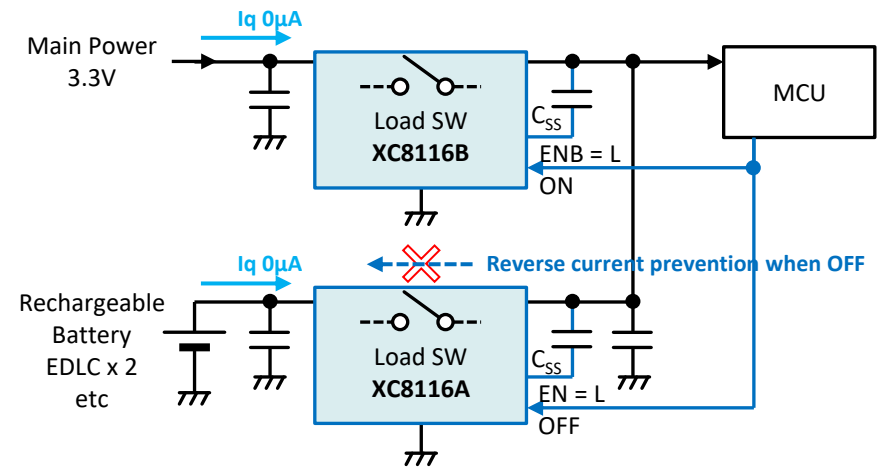 Iq 0µA
Main Power
3.3V
Load SW
XC8116B
CSS
ENB = L
ON
MCU
Iq 0µA
Reverse current prevention when OFF
Rechargeable
Battery
EDLC x 2
etc
Load SW
XC8116A
CSS
EN = L
OFF